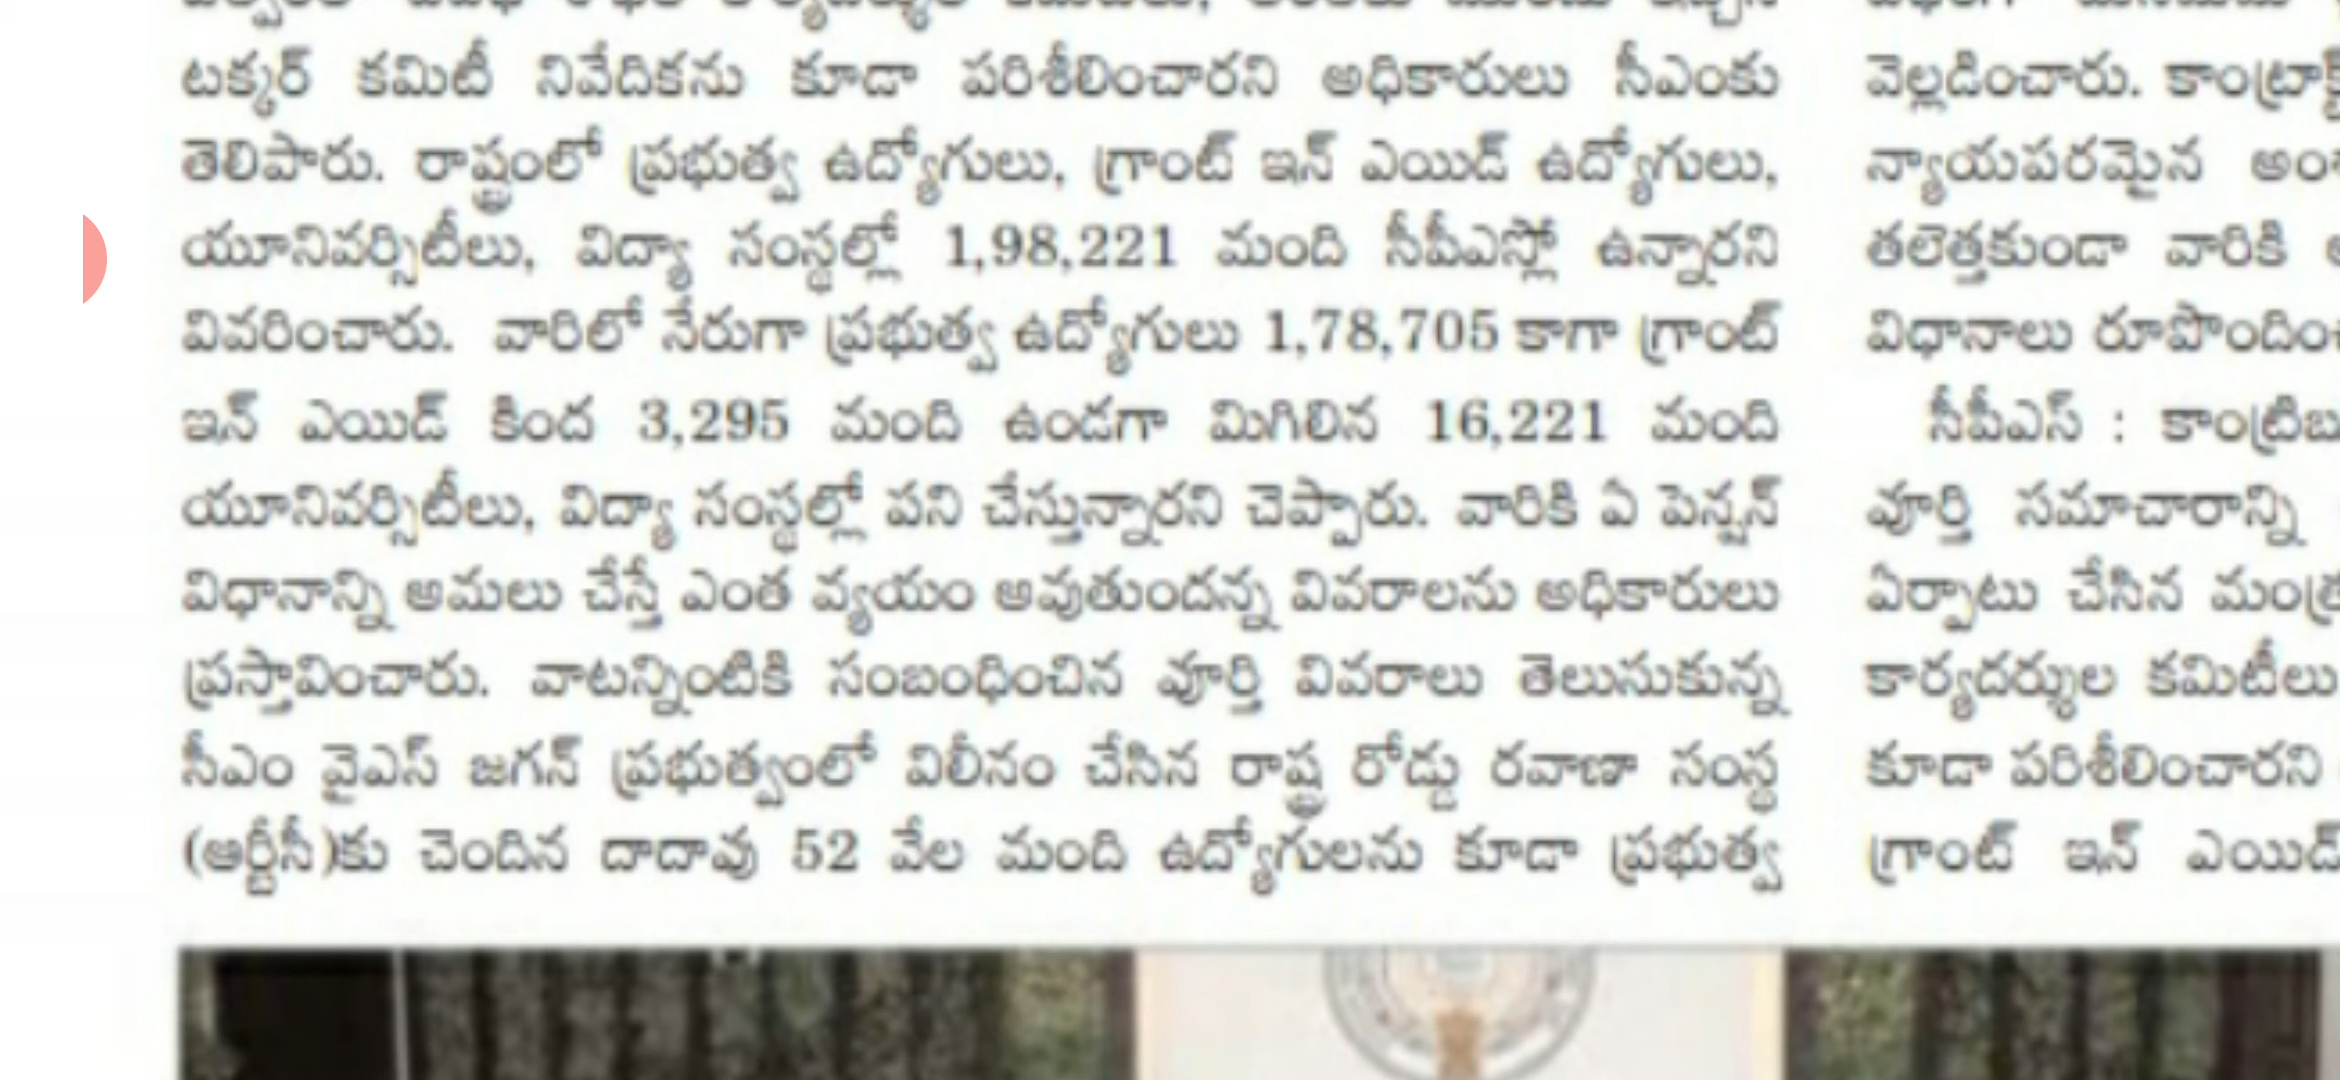 టక్కర్ కమిటీ నివేదికను కూడా పరిశీలించారని అధికారులు సీఎంకు
తెలిపారు. రాష్ట్రంలో ప్రభుత్వ ఉద్యోగులు, గ్రాంట్ ఇన్ ఎయిడ్ ఉద్యోగులు,
యూనివర్సిటీలు, విద్యా సంస్థల్లో 1,98,221 మంది సీపీఎస్లో ఉన్నారని
వివరించారు. వారిలో నేరుగా ప్రభుత్వ ఉద్యోగులు 1,78,705 కాగా గ్రాంట్
ఇన్ ఎయిడ్ కింద 3,295 మంది ఉండగా మిగిలిన 16,221 మంది
యూనివర్సిటీలు, విద్యా సంస్థల్లో పని చేస్తున్నారని చెప్పారు. వారికి ఏ పెన్షన్
విధానాన్ని అమలు చేస్తే ఎంత వ్యయం అవుతుందన్న వివరాలను అధికారులు
ప్రస్తావించారు. వాటన్నింటికి సంబంధించిన పూర్తి వివరాలు తెలుసుకున్న
సీఎం వైఎస్ జగన్ ప్రభుత్వంలో విలీనం చేసిన రాష్ట్ర రోడ్డు రవాణా సంస్థ
(ఆర్టీసీ)కు చెందిన దాదావు 52 వేల మంది ఉద్యోగులను కూడా ప్రభుత్వ
వెల్లడించారు.
న్యాయపరమైన
తలెత్తకుండా వారికి
విధానాలు
సీపీఎస్ :
పూర్తి సమాచారాన్ని
ఏర్పాటు చేసిన
కార్యదర్శుల కమిటీలు
కూడా పరిశీలించారని
గ్రాంట్ ఇన్ ఎయిడ్